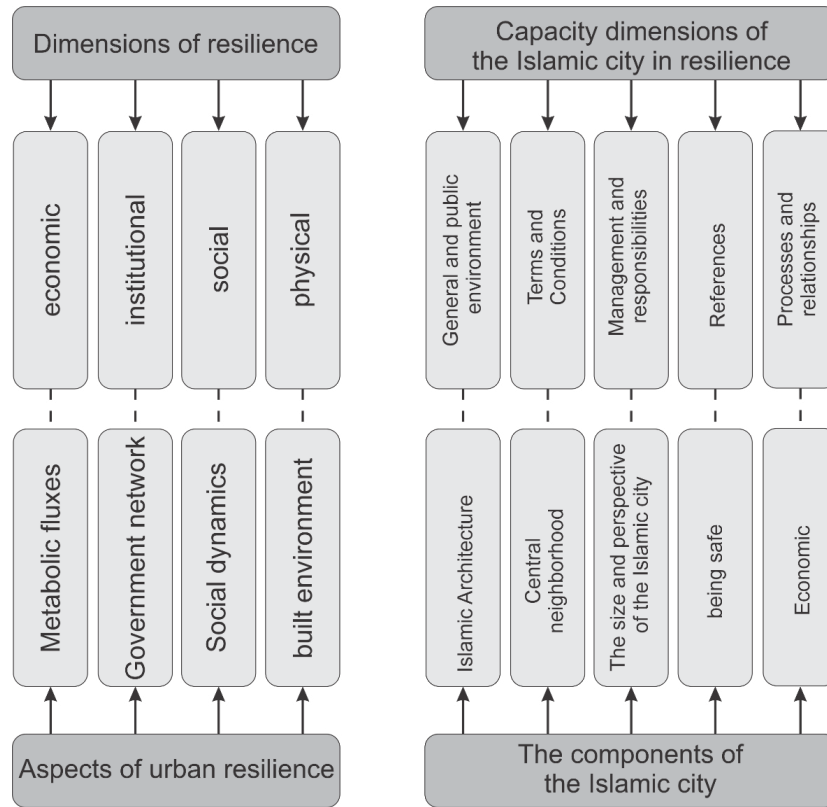 Dimensions of resilience
Capacity dimensions of
the Islamic city in resilience
economic
institutional
social
physical
General and public
environment
Terms and
Conditions
Management and
responsibilities
References
Processes and
relationships
Metabolic fluxes
Government network
Social dynamics
built environment
Islamic Architecture
Central
neighborhood
The size and perspective
of the Islamic city
being safe
Economic
Aspects of urban resilience
The components of
the Islamic city